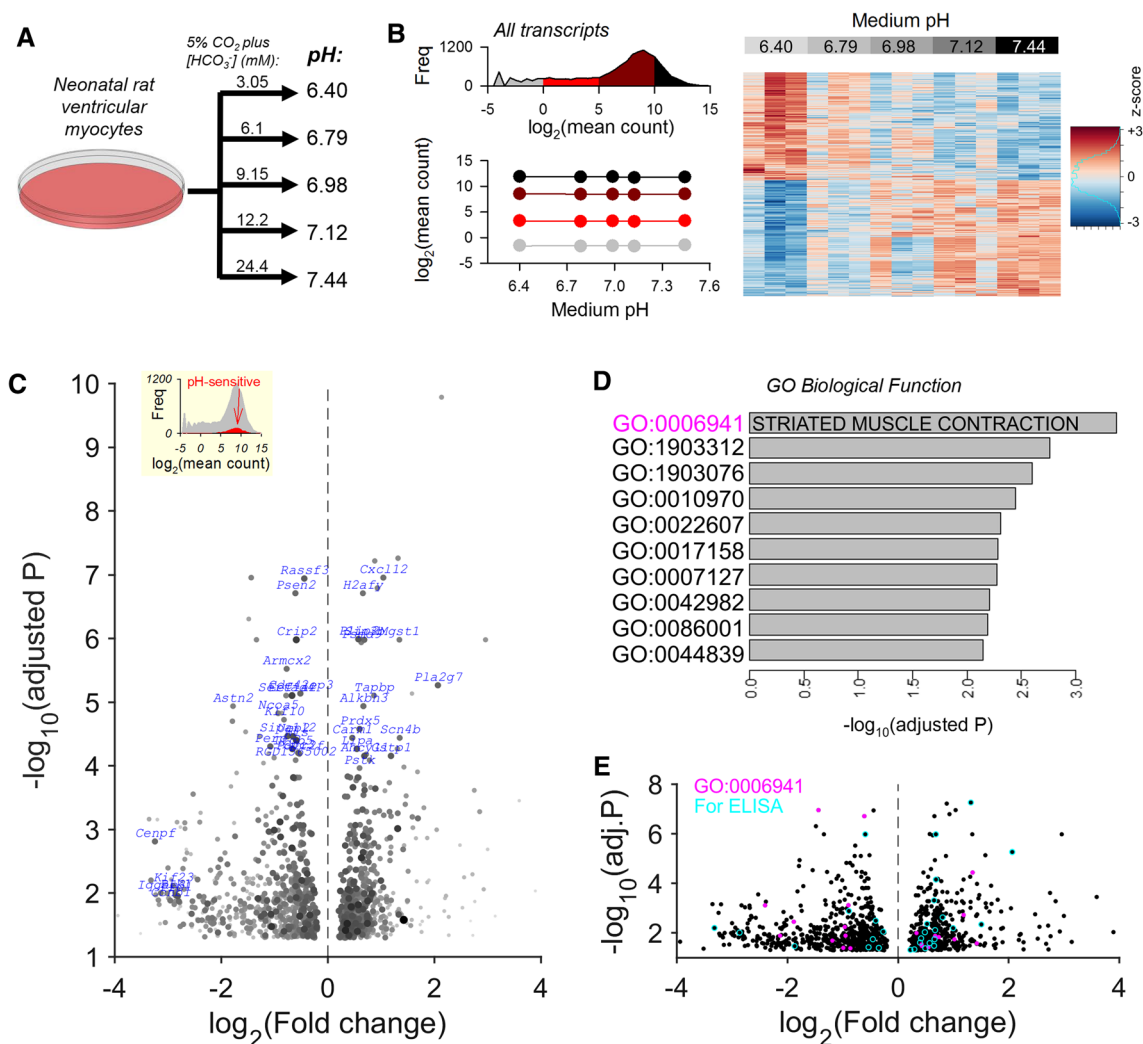 A
5% CO2 plus
[HCO3-] (mM):
pH:
Neonatal rat
ventricular
myocytes
3.05
6.40
6.1
6.79
9.15
6.98
12.2
7.12
24.4
7.44
B
All transcripts
Freq
1200
0
-5 0 5 10 15
log2(mean count)
log2(mean count)
15
10
5
0
-5
6.4 6.7 7.0 7.3 7.6
Medium pH
Medium pH
6.40 6.79 6.98 7.12 7.44
z-score
+3
0
-3
C
-log10(adjusted P)
10
9
8
7
6
5
4
3
2
1
1200
Freq
0
pH-sensitive
-5 0 5 10 15
log2(mean count)
Rassf3
Cxcl12
Psen2
H2afy
Crip2
Mgst1
Armcx2
Pla2g7
Tapbp
Astn2
Alkbh3
Ncoa5
Klf10
Prdx5
Carm1
Scn4b
Pstk
Cenpf
Kif23
-4 -2 0 2 4
log2(Fold change)
D
GO Biological Function
GO:0006941
STRIATED MUSCLE CONTRACTION
GO:1903312
GO:1903076
GO:0010970
GO:0022607
GO:0017158
GO:0007127
GO:0042982
GO:0086001
GO:0044839
0.0 0.5 1.0 1.5 2.0 2.5 3.0
-log10(adjusted P)
E
GO:0006941
For ELISA
-log10(adj.P)
8
6
4
2
-4 -2 0 2 4
log2(Fold change)